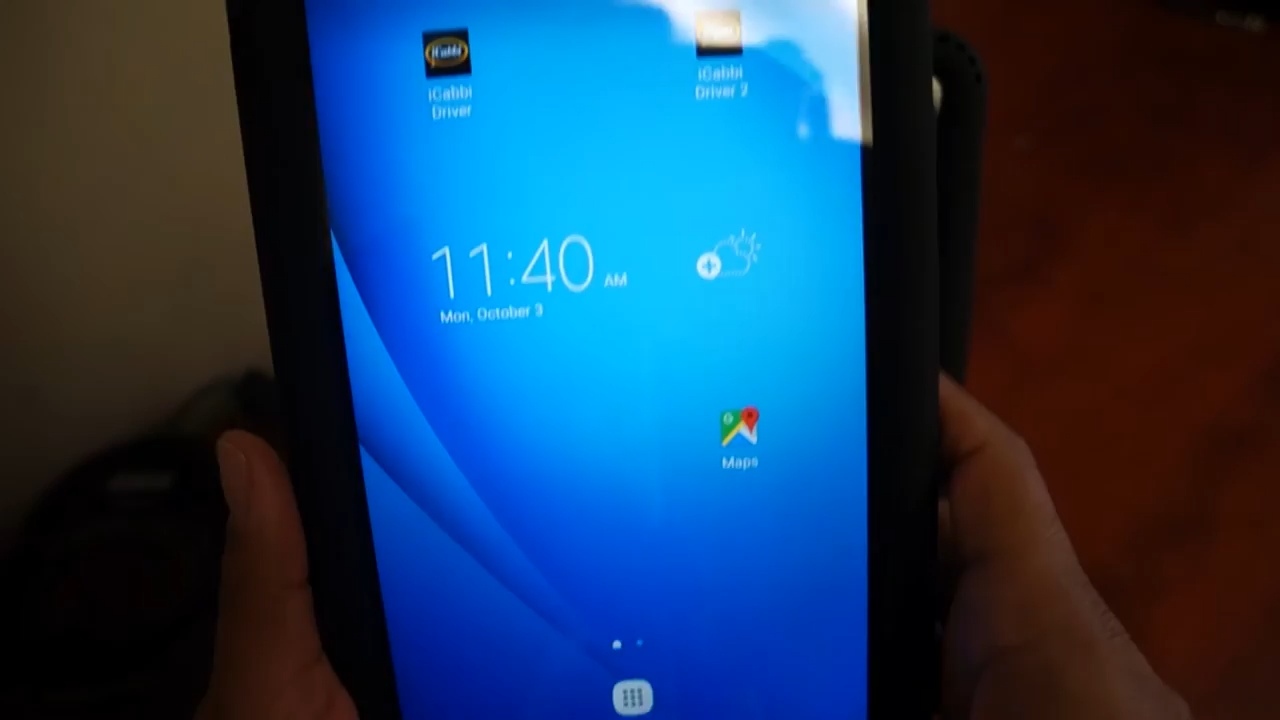 iCabbi
iCabbi
Driver
iCabbi
Driver 2
11:40 AM
Mon, October 3
Maps